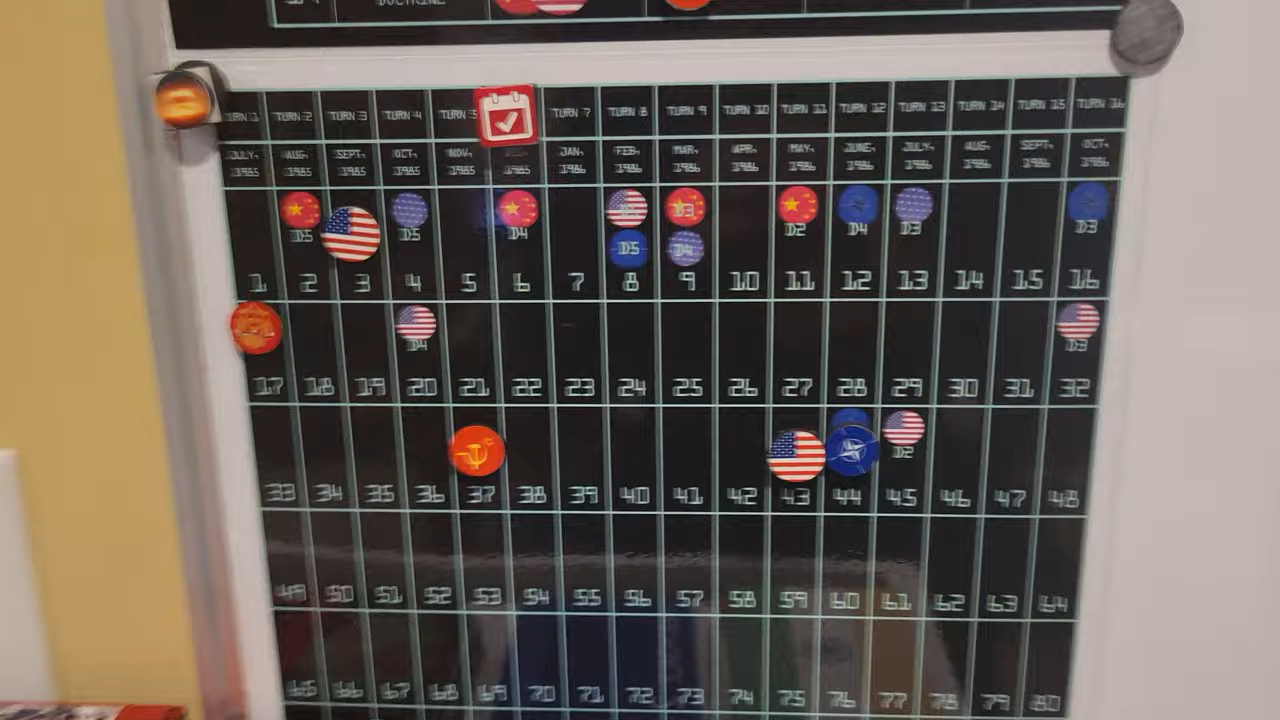 DOCTRINE
TURN 1 TURN 2 TURN 3 TURN 4 TURN 5 TURN 7 TURN 8 TURN 9 TURN 10 TURN 11 TURN 12 TURN 13 TURN 14 TURN 15 TURN 16
JULY, AUG, SEPT, OCT, NOV, JAN, FEB, MAR, APR, MAY, JUNE, JULY, AUG, SEPT, OCT,
1985 1985 1985 1985 1985 1985 1986 1986 1986 1986 1986 1986 1986 1986 1986 1986
D3
D5 D5 D4 D2 D4 D3 D3
D5 D4
1 2 3 4 5 6 7 8 9 10 11 12 13 14 15 16
D4 D3
17 18 19 20 21 22 23 24 25 26 27 28 29 30 31 32
D2
33 34 35 36 37 38 39 40 41 42 43 44 45 46 47 48
49 50 51 52 53 54 55 56 57 58 59 60 61 62 63 64
65 66 67 68 69 70 71 72 73 74 75 76 77 78 79 80